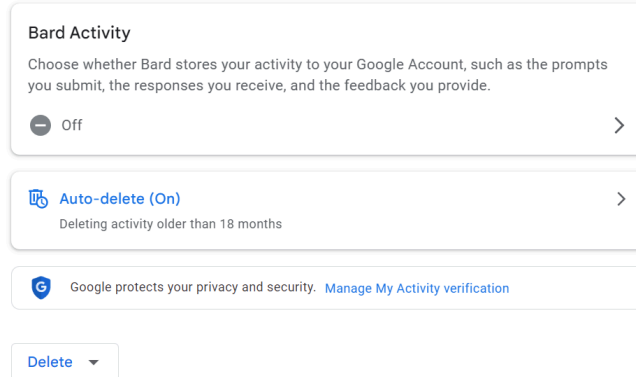 Bard Activity
Choose whether Bard stores your activity to your Google Account, such as the prompts
you submit, the responses you receive, and the feedback you provide.
Off
Auto-delete (On)
Deleting activity older than 18 months
G
Google protects your privacy and security. Manage My Activity verification
Delete